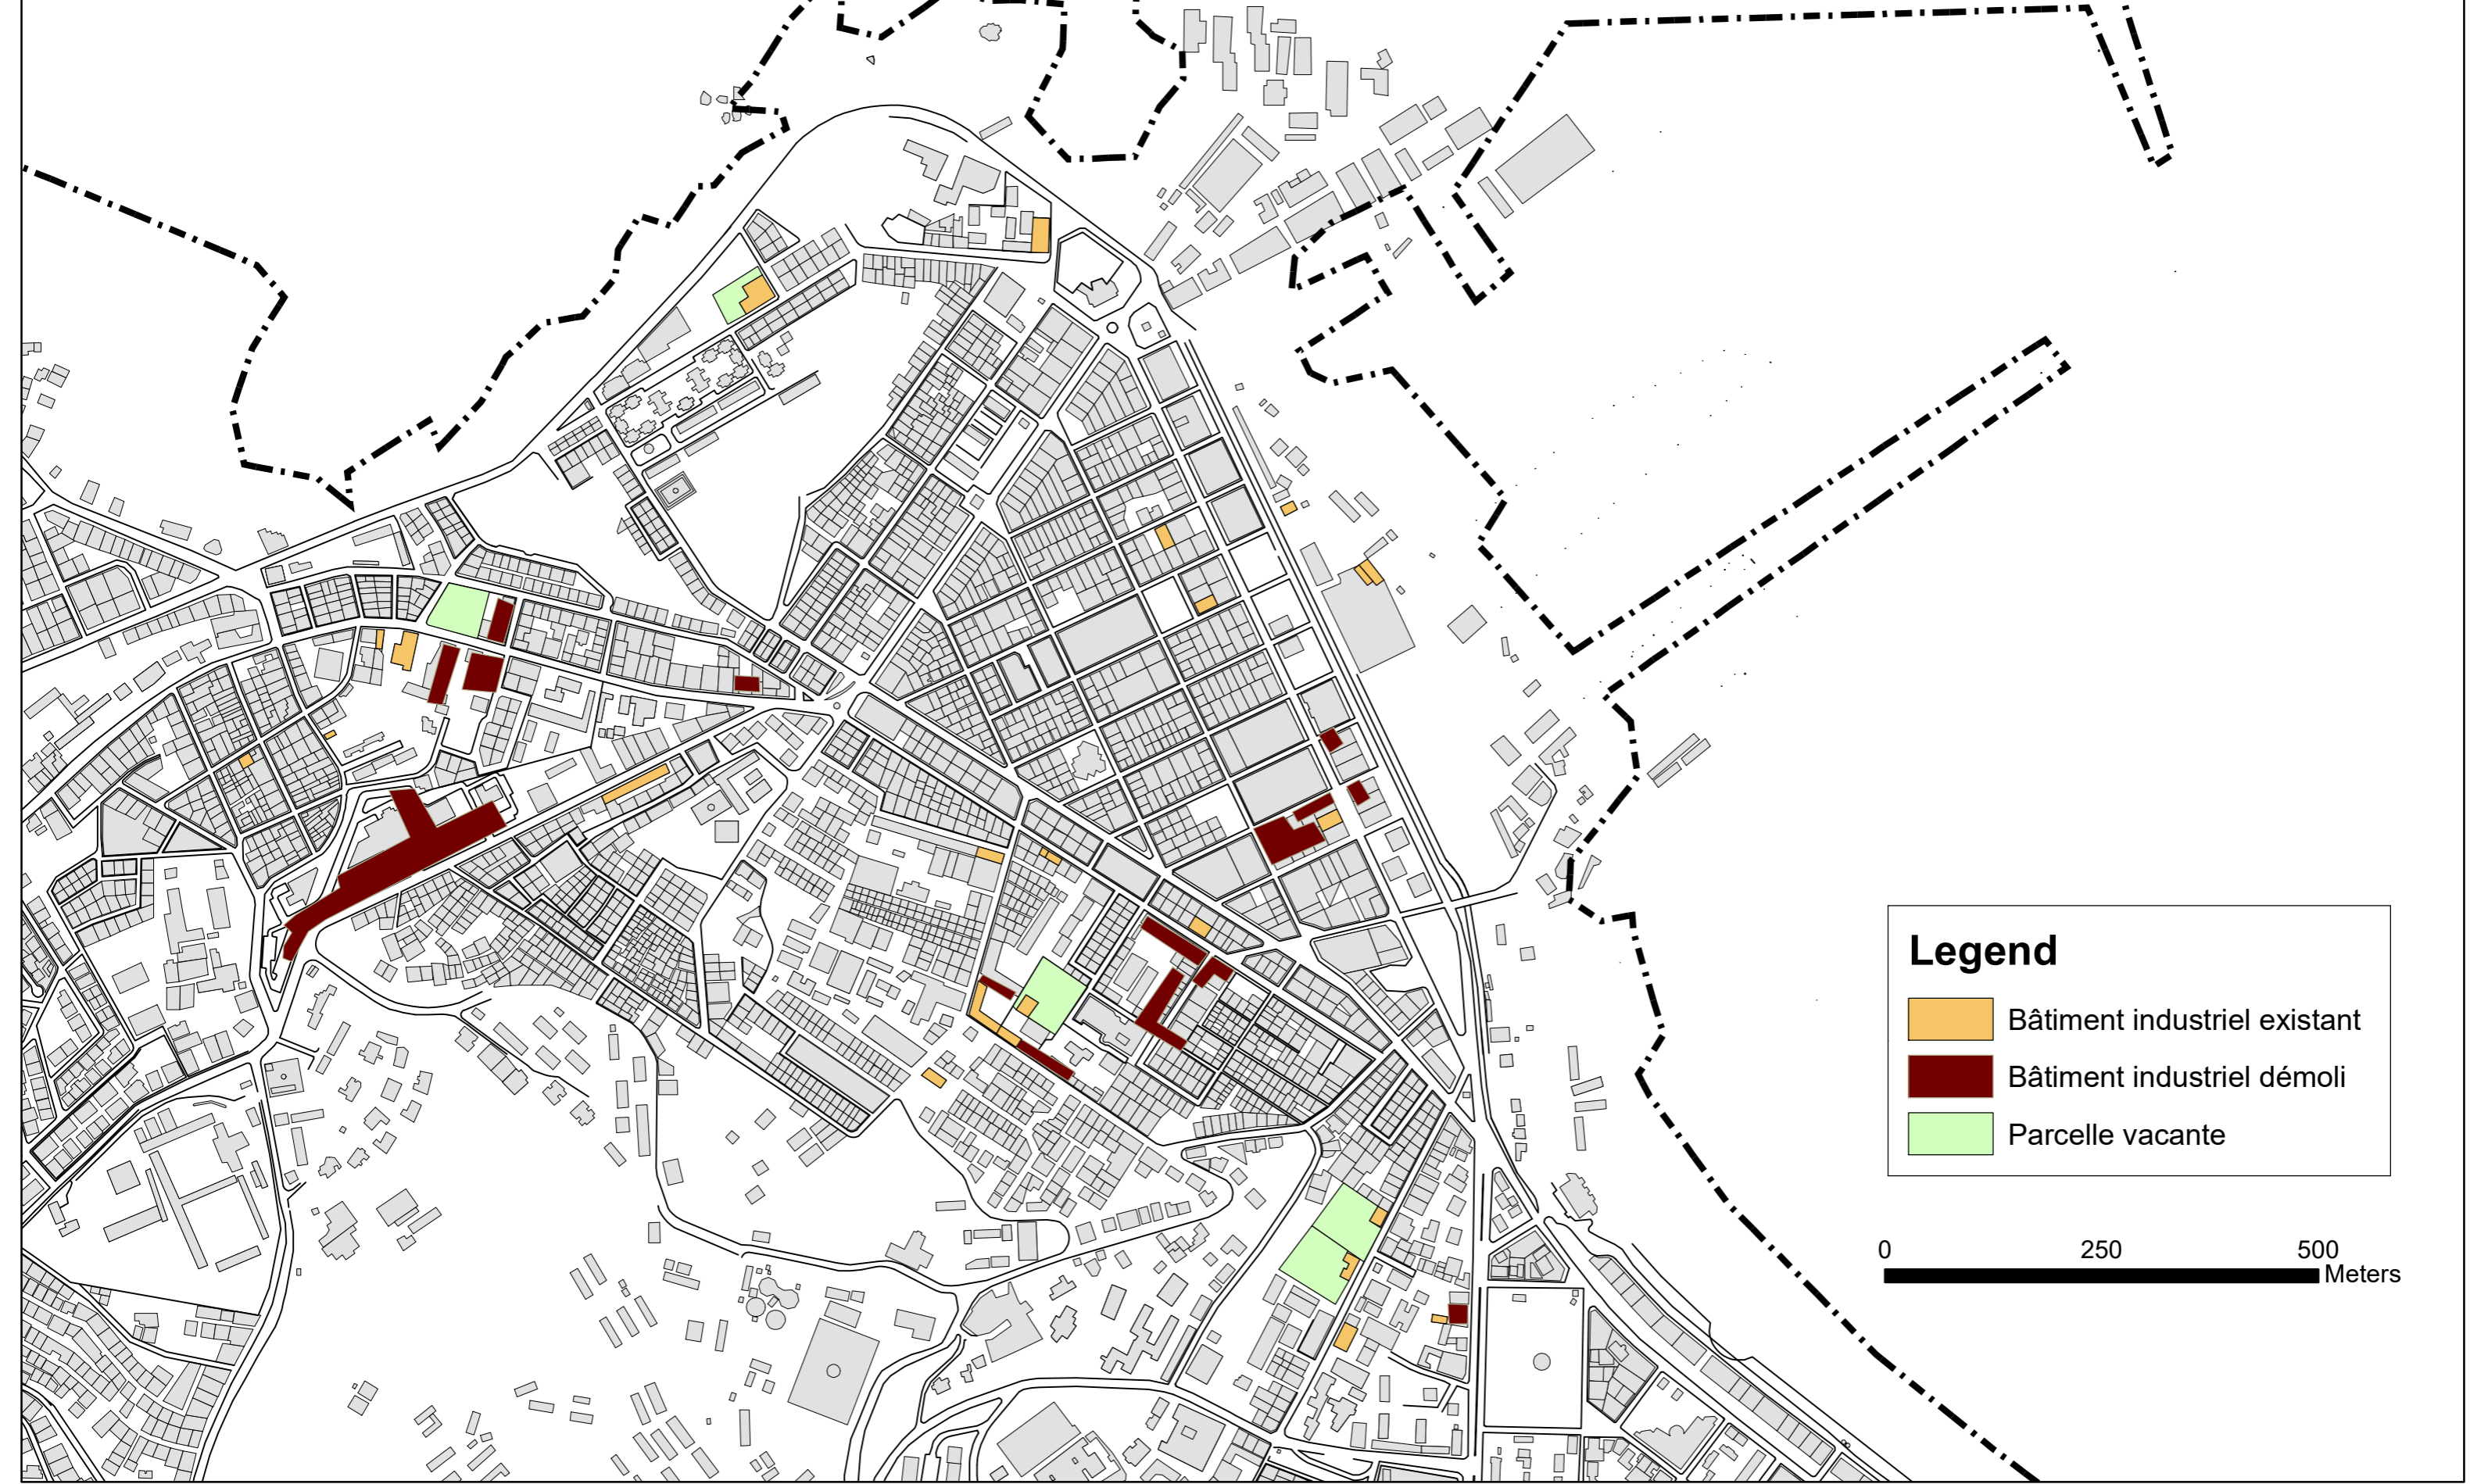 Legend
Bâtiment industriel existant
Bâtiment industriel démoli
Parcelle vacante
0 250 500
Meters